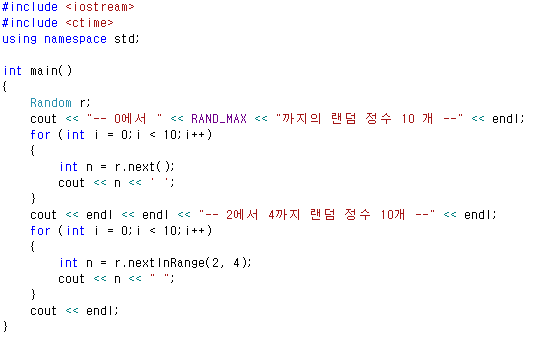 #include <iostream>
#include <ctime>
using namespace std;

int main()
{
    Random r;
    cout << "-- 0에서 " << RAND_MAX << "까지의 랜덤 정수 10 개 --" << endl;
    for (int i = 0;i < 10;i++)
    {
        int n = r.next();
        cout << n << ' ';
    }
    cout << endl << endl << "-- 2에서 4까지 랜덤 정수 10개 --" << endl;
    for (int i = 0;i < 10;i++)
    {
        int n = r.nextInRange(2, 4);
        cout << n << " ";
    }
    cout << endl;
}